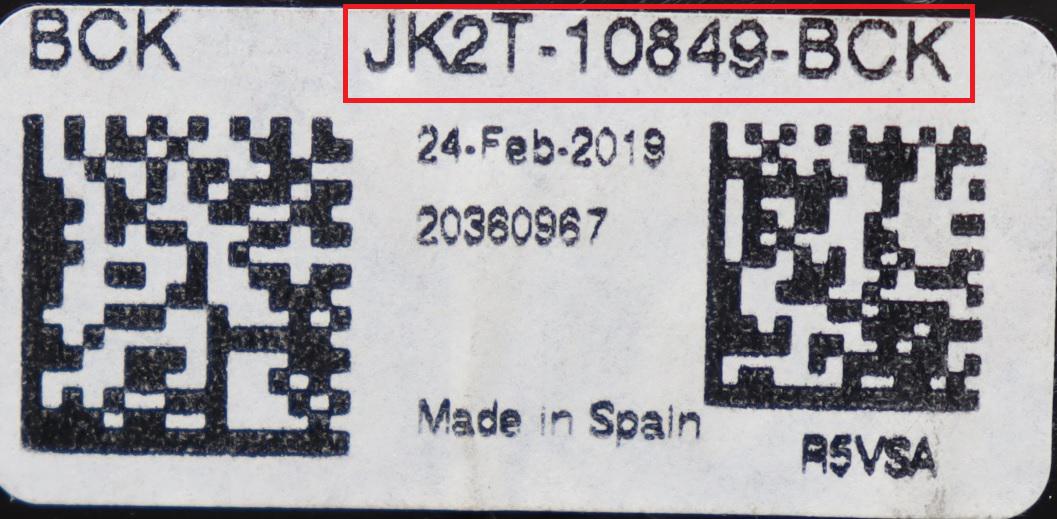 BCK JK2T-10849-BCK
24-Feb-2019
20360967
Made in Spain
R5VSA